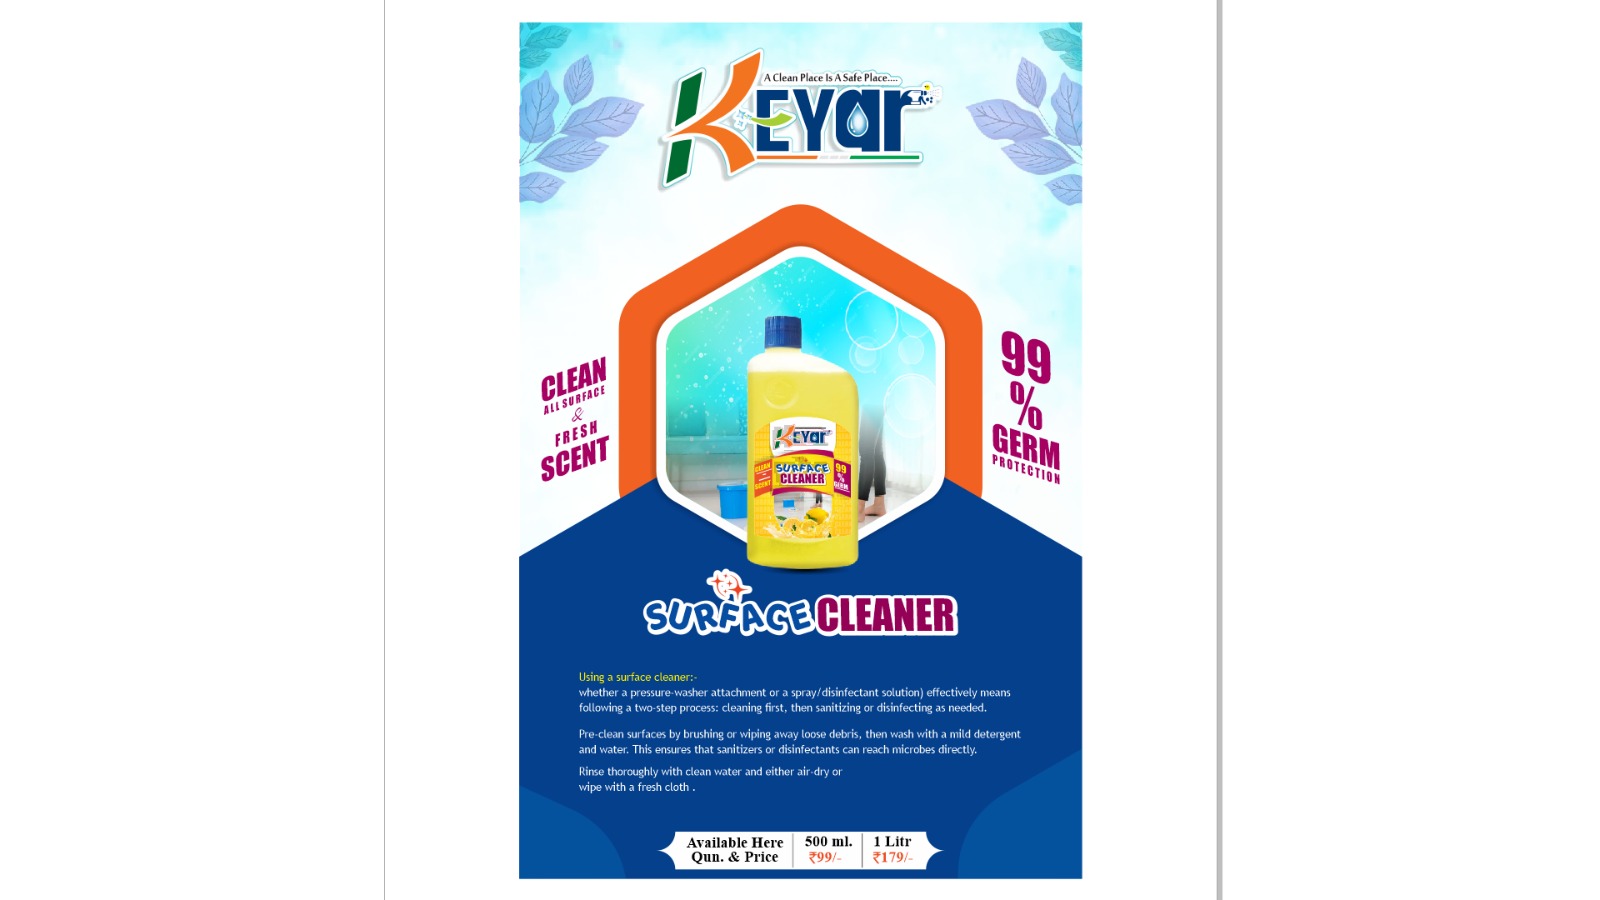 A Clean Place Is A Safe Place....
KEYar
CLEAN
ALL SURFACE
&
FRESH
SCENT
99
%
GERM
PROTECTION
KEYar
CLEAN
SCENT
SURFACE
CLEANER
99
%
GERM
SURFACE CLEANER
Using a surface cleaner:-
whether a pressure-washer attachment or a spray/disinfectant solution) effectively means
following a two-step process: cleaning first, then sanitizing or disinfecting as needed.
Pre-clean surfaces by brushing or wiping away loose debris, then wash with a mild detergent
and water. This ensures that sanitizers or disinfectants can reach microbes directly.
Rinse thoroughly with clean water and either air-dry or
wipe with a fresh cloth .
Available Here 500 ml. 1 Litr
Qun. & Price ₹99/- ₹179/-